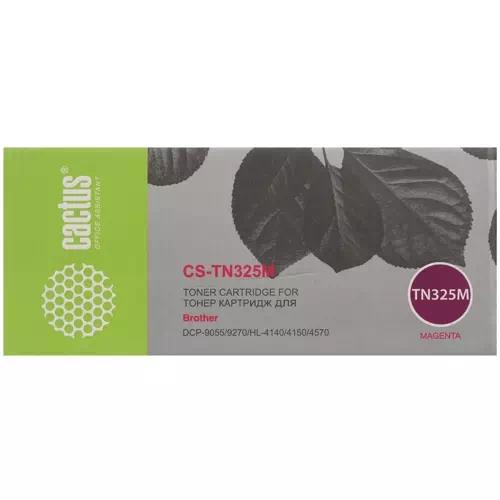 cactus®
OFFICE ASSISTANT
CS-TN325M
TONER CARTRIDGE FOR
ТОНЕР КАРТРИДЖ ДЛЯ
Brother
DCP-9055/9270/HL-4140/4150/4570
TN325M
MAGENTA